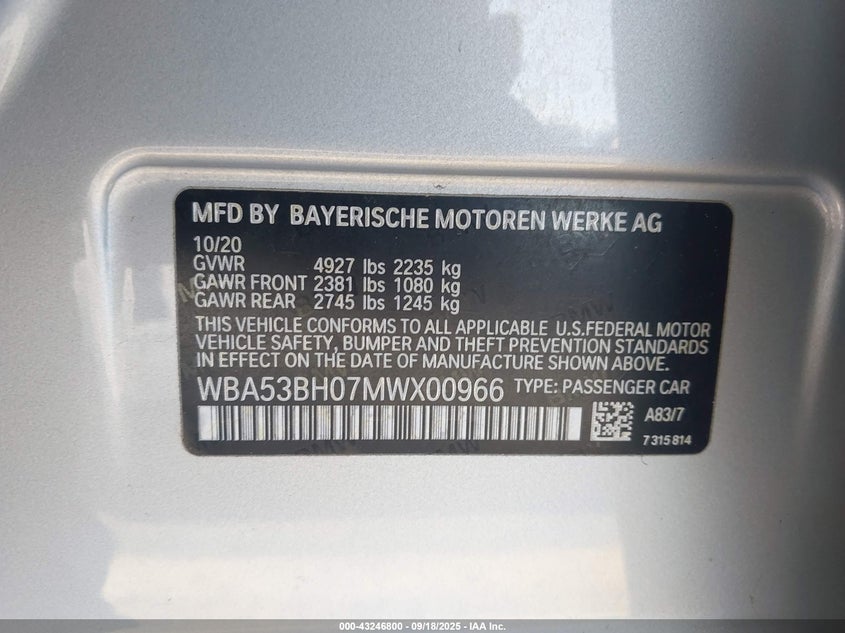 MFD BY BAYERISCHE MOTOREN WERKE AG
10/20
GVWR 4927 lbs 2235 kg
GAWR FRONT 2381 lbs 1080 kg
GAWR REAR 2745 lbs 1245 kg
THIS VEHICLE CONFORMS TO ALL APPLICABLE U.S.FEDERAL MOTOR
VEHICLE SAFETY, BUMPER AND THEFT PREVENTION STANDARDS
IN EFFECT ON THE DATE OF MANUFACTURE SHOWN ABOVE.
WBA53BH07MWX00966 TYPE: PASSENGER CAR
A83/7
7 315 814
000-43246800 - 09/18/2025 - IAA Inc.